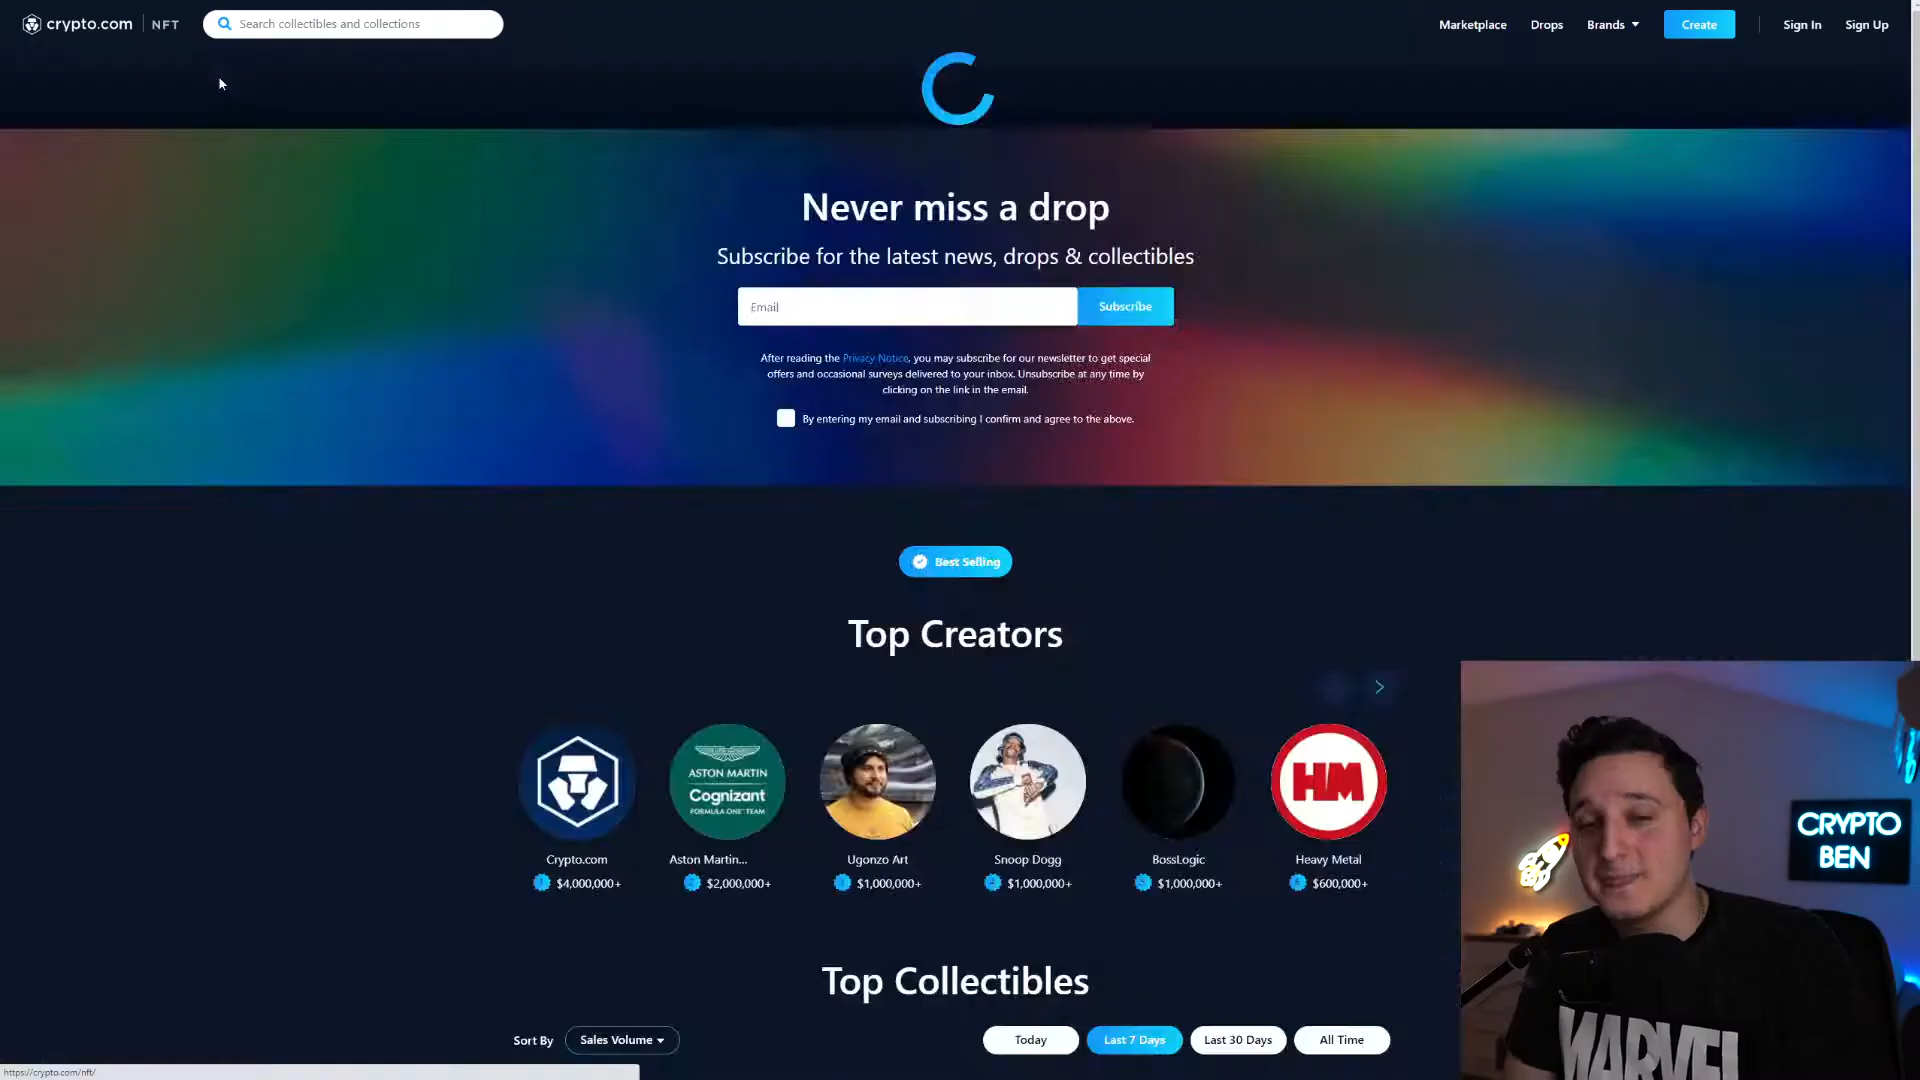 crypto.com | NFT
Search collectibles and collections
Marketplace
Drops
Brands
Create
Sign In
Sign Up
Never miss a drop
Subscribe for the latest news, drops & collectibles
Email
Subscribe
After reading the Privacy Notice, you may subscribe for our newsletter to get special
offers and occasional surveys delivered to your inbox. Unsubscribe at any time by
clicking on the link in the email.
By entering my email and subscribing I confirm and agree to the above.
Best Selling
Top Creators
ASTON MARTIN
Cognizant
FORMULA ONE™ TEAM
HM
Crypto.com
Aston Martin...
Ugonzo Art
Snoop Dogg
BossLogic
Heavy Metal
1 $4,000,000+
2 $2,000,000+
3 $1,000,000+
4 $1,000,000+
5 $1,000,000+
6 $600,000+
CRYPTO
BEN
MARVEL
Top Collectibles
Sort By
Sales Volume
Today
Last 7 Days
Last 30 Days
All Time
https://crypto.com/nft/